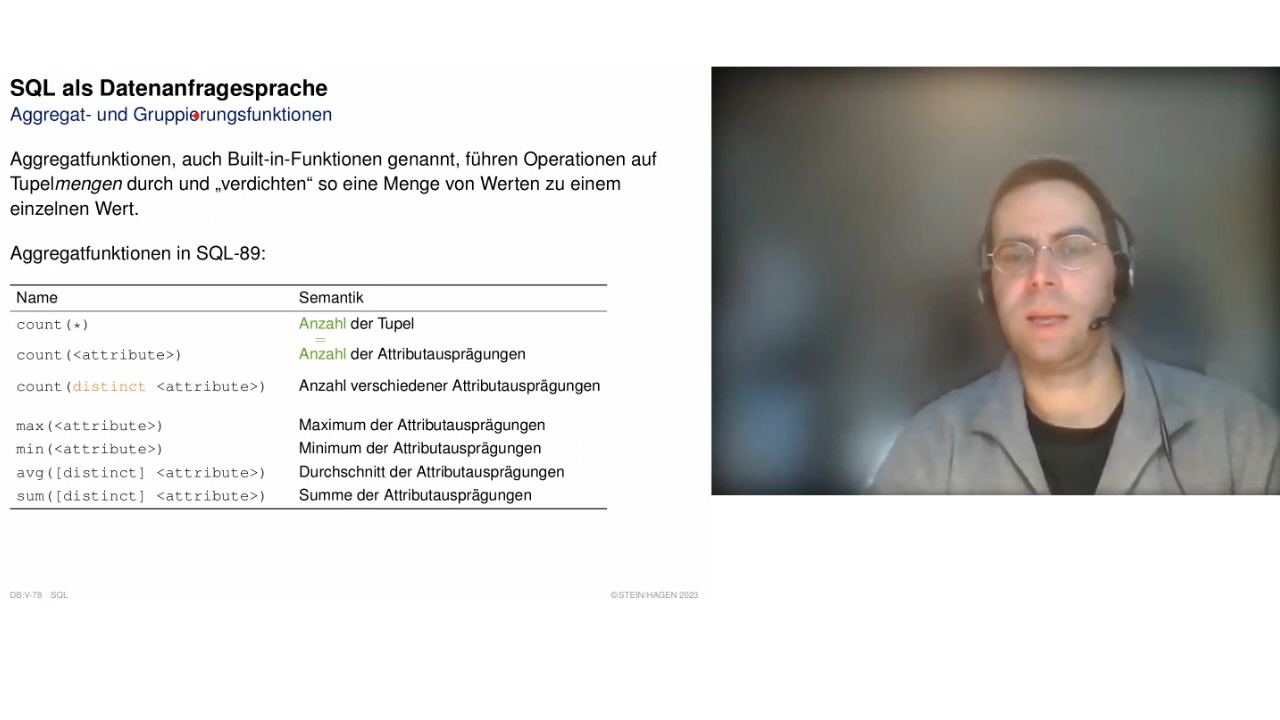 SQL als Datenanfragesprache
Aggregat- und Gruppierungsfunktionen
Aggregatfunktionen, auch Built-in-Funktionen genannt, führen Operationen auf
Tupelmengen durch und „verdichten“ so eine Menge von Werten zu einem
einzelnen Wert.
Aggregatfunktionen in SQL-89:
Name Semantik
count(*) Anzahl der Tupel
=
count(<attribute>) Anzahl der Attributausprägungen
count(distinct <attribute>) Anzahl verschiedener Attributausprägungen
max(<attribute>) Maximum der Attributausprägungen
min(<attribute>) Minimum der Attributausprägungen
avg([distinct] <attribute>) Durchschnitt der Attributausprägungen
sum([distinct] <attribute>) Summe der Attributausprägungen
DB:V-78 SQL ©STEIN/HAGEN 2023